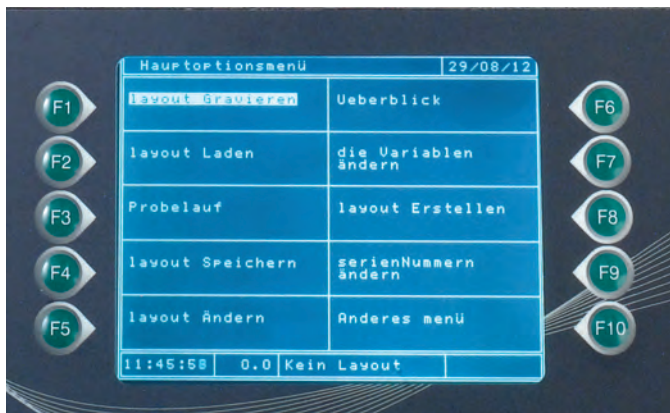 Hauptoptionsmenü 29/08/12
F1 layout Gravieren Ueberblick F6
F2 layout Laden die Variablen ändern F7
F3 Probelauf layout Erstellen F8
F4 layout Speichern serienNummern ändern F9
F5 layout Ändern Anderes menü F10
11:45:58 0.0 Kein Layout